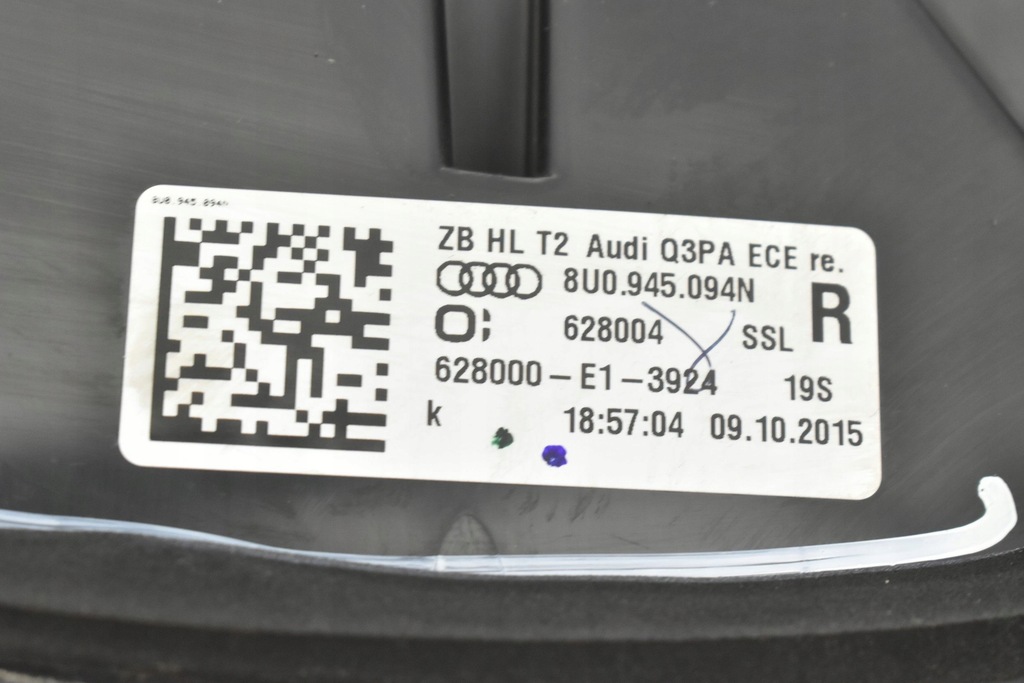 8U0.945.094N
ZB HL T2 Audi Q3PA ECE re.
8U0.945.094N
R
628004 SSL
628000-E1-3924 19S
k 18:57:04 09.10.2015